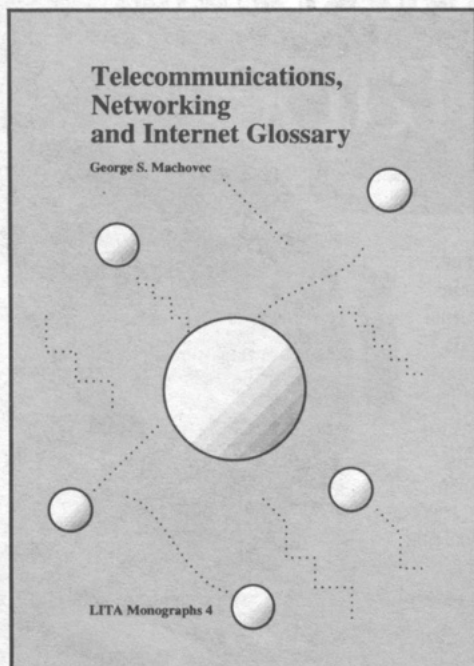 Telecommunications,
Networking
and Internet Glossary
George S. Machovec
LITA Monographs 4